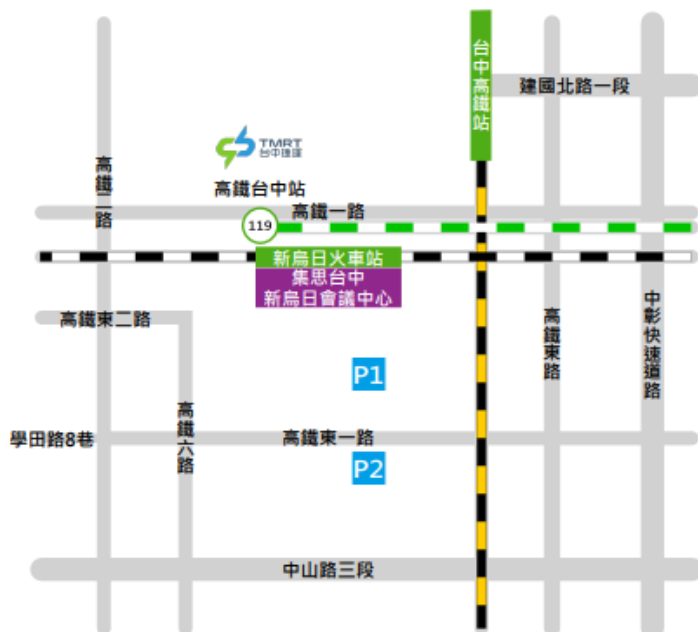 台中高鐵站
建國北路一段
TMRT
台中捷運
高鐵台中站
高鐵二路
高鐵一路
119
新烏日火車站
集思台中
新烏日會議中心
高鐵東二路
高鐵東路
中彰快速道路
P1
高鐵六路
學田路8巷
高鐵東一路
P2
中山路三段